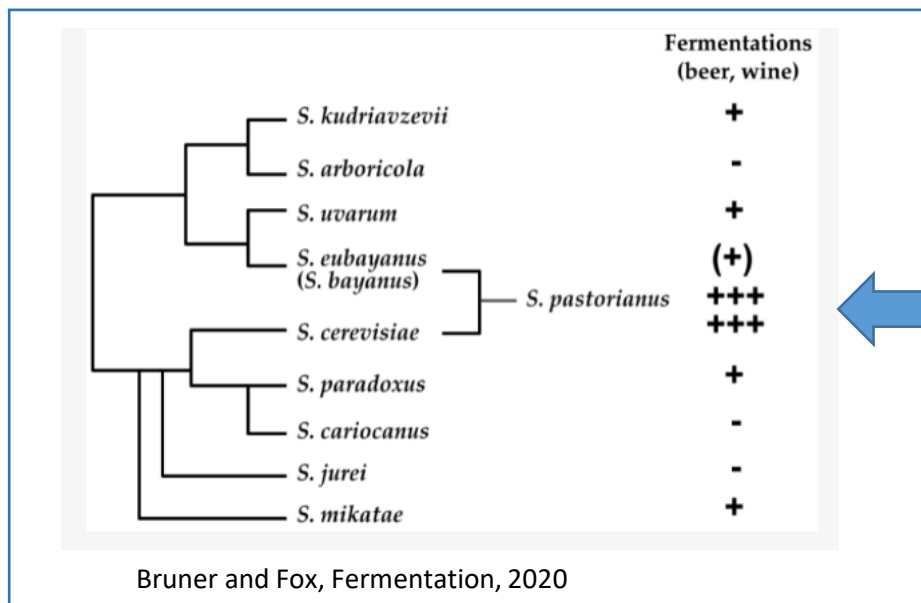 Fermentations
(beer, wine)
S. kudriavzevii +
S. arboricola -
S. uvarum +
S. eubayanus (+)
(S. bayanus)
S. pastorianus +++
S. cerevisiae +++
S. paradoxus +
S. cariocanus -
S. jurei -
S. mikatae +
Bruner and Fox, Fermentation, 2020